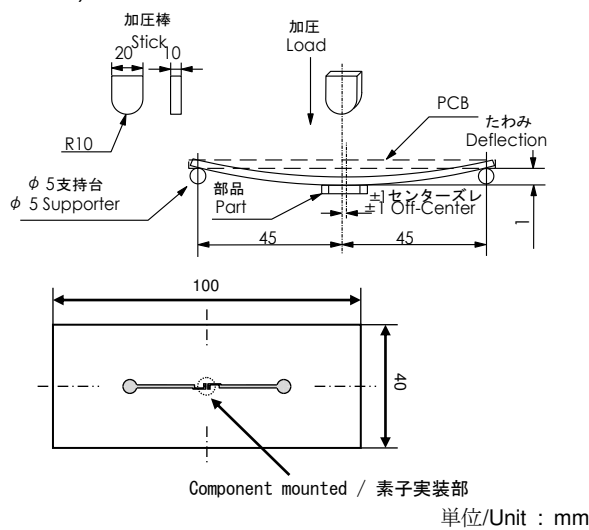 加圧棒
Stick
20
10
R10
加圧
Load
PCB
たわみ
Deflection
φ 5支持台
φ 5 Supporter
部品
Part
±1センターズレ
±1 Off-Center
1
45
45
100
40
Component mounted / 素子実装部
単位/Unit : mm